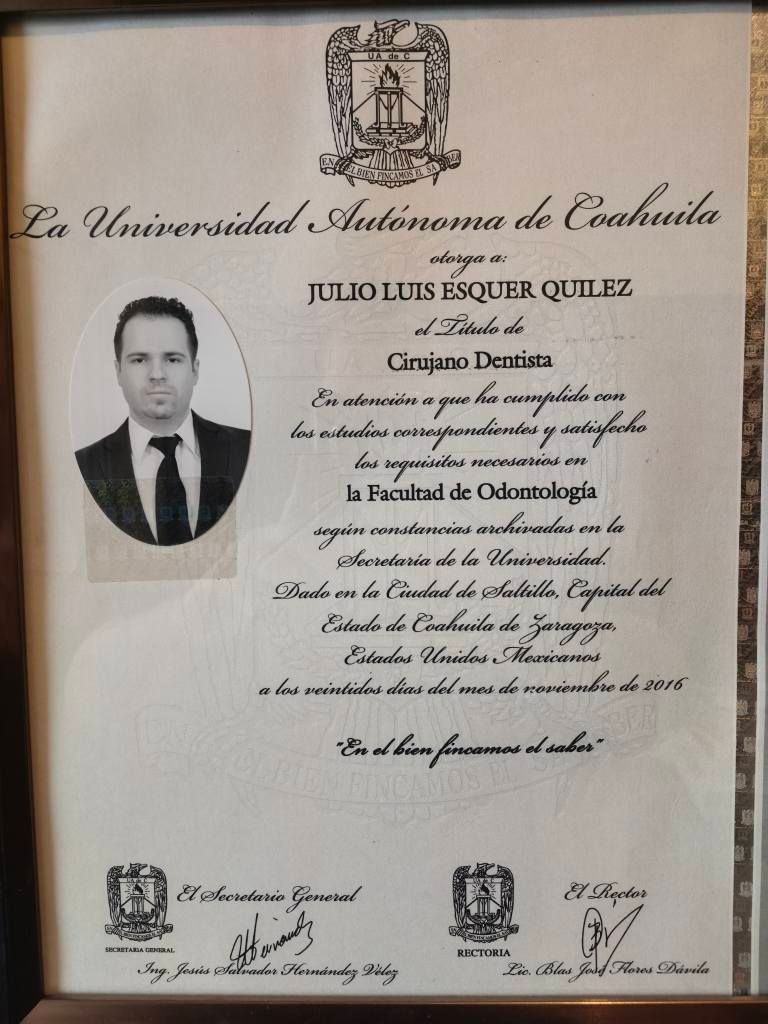 UA de C
EN EL BIEN FINCAMOS EL SABER
La Universidad Autónoma de Coahuila
otorga a:
JULIO LUIS ESQUER QUILEZ
el Título de
Cirujano Dentista
En atención a que ha cumplido con
los estudios correspondientes y satisfecho
los requisitos necesarios en
la Facultad de Odontología
según constancias archivadas en la
Secretaría de la Universidad.
Dado en la Ciudad de Saltillo, Capital del
Estado de Coahuila de Zaragoza,
Estados Unidos Mexicanos
a los veintidos días del mes de noviembre de 2016
"En el bien fincamos el saber"
El Secretario General
SECRETARIA GENERAL
Ing. Jesús Salvador Hernández Vélez
El Rector
RECTORIA
Lic. Blas José Flores Dávila